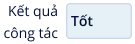 Kết quả
công tác
Tốt